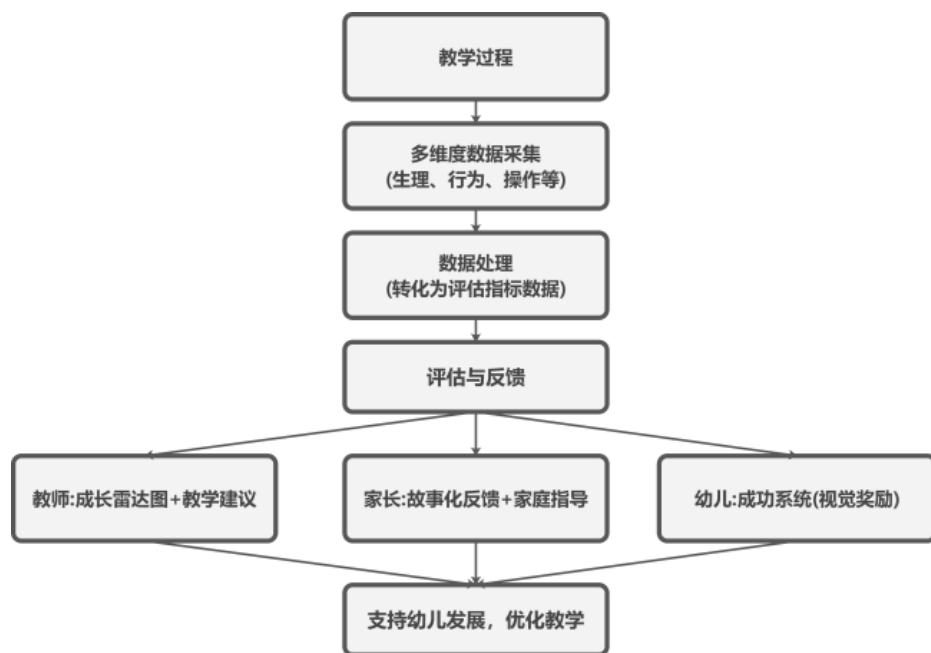 教学过程
多维度数据采集
(生理、行为、操作等)
数据处理
(转化为评估指标数据)
评估与反馈
教师:成长雷达图+教学建议
家长:故事化反馈+家庭指导
幼儿:成功系统(视觉奖励)
支持幼儿发展，优化教学